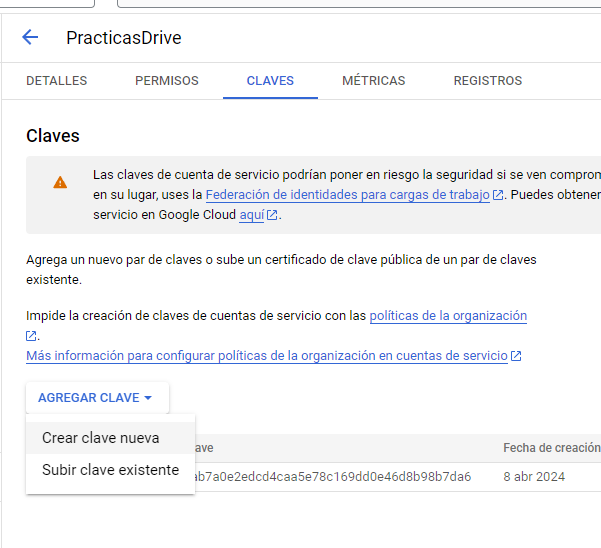 PracticasDrive
DETALLES PERMISOS CLAVES MÉTRICAS REGISTROS
Claves
Las claves de cuenta de servicio podrían poner en riesgo la seguridad si se ven comprom
en su lugar, uses la Federación de identidades para cargas de trabajo. Puedes obtener
servicio en Google Cloud aquí.
Agrega un nuevo par de claves o sube un certificado de clave pública de un par de claves
existente.
Impide la creación de claves de cuentas de servicio con las políticas de la organización
.
Más información para configurar políticas de la organización en cuentas de servicio
AGREGAR CLAVE
Crear clave nueva
Subir clave existente
ave Fecha de creación
ab7a0e2edcd4caa5e78c169dd0e46d8b98b7da6 8 abr 2024